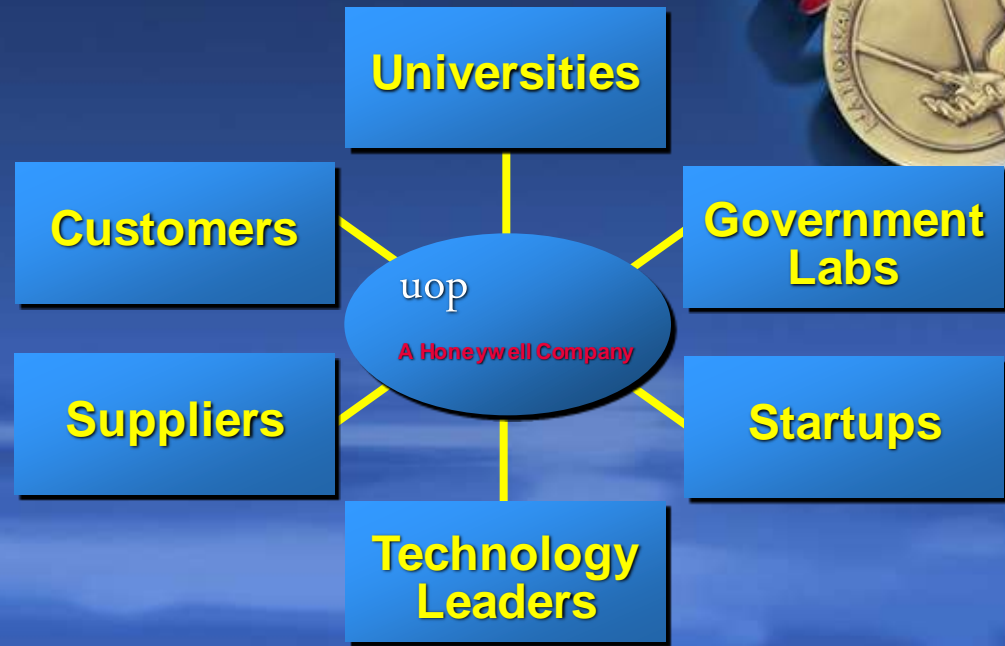 Universities
Customers
Government
Labs
uop
A Honeywell Company
Suppliers
Startups
Technology
Leaders